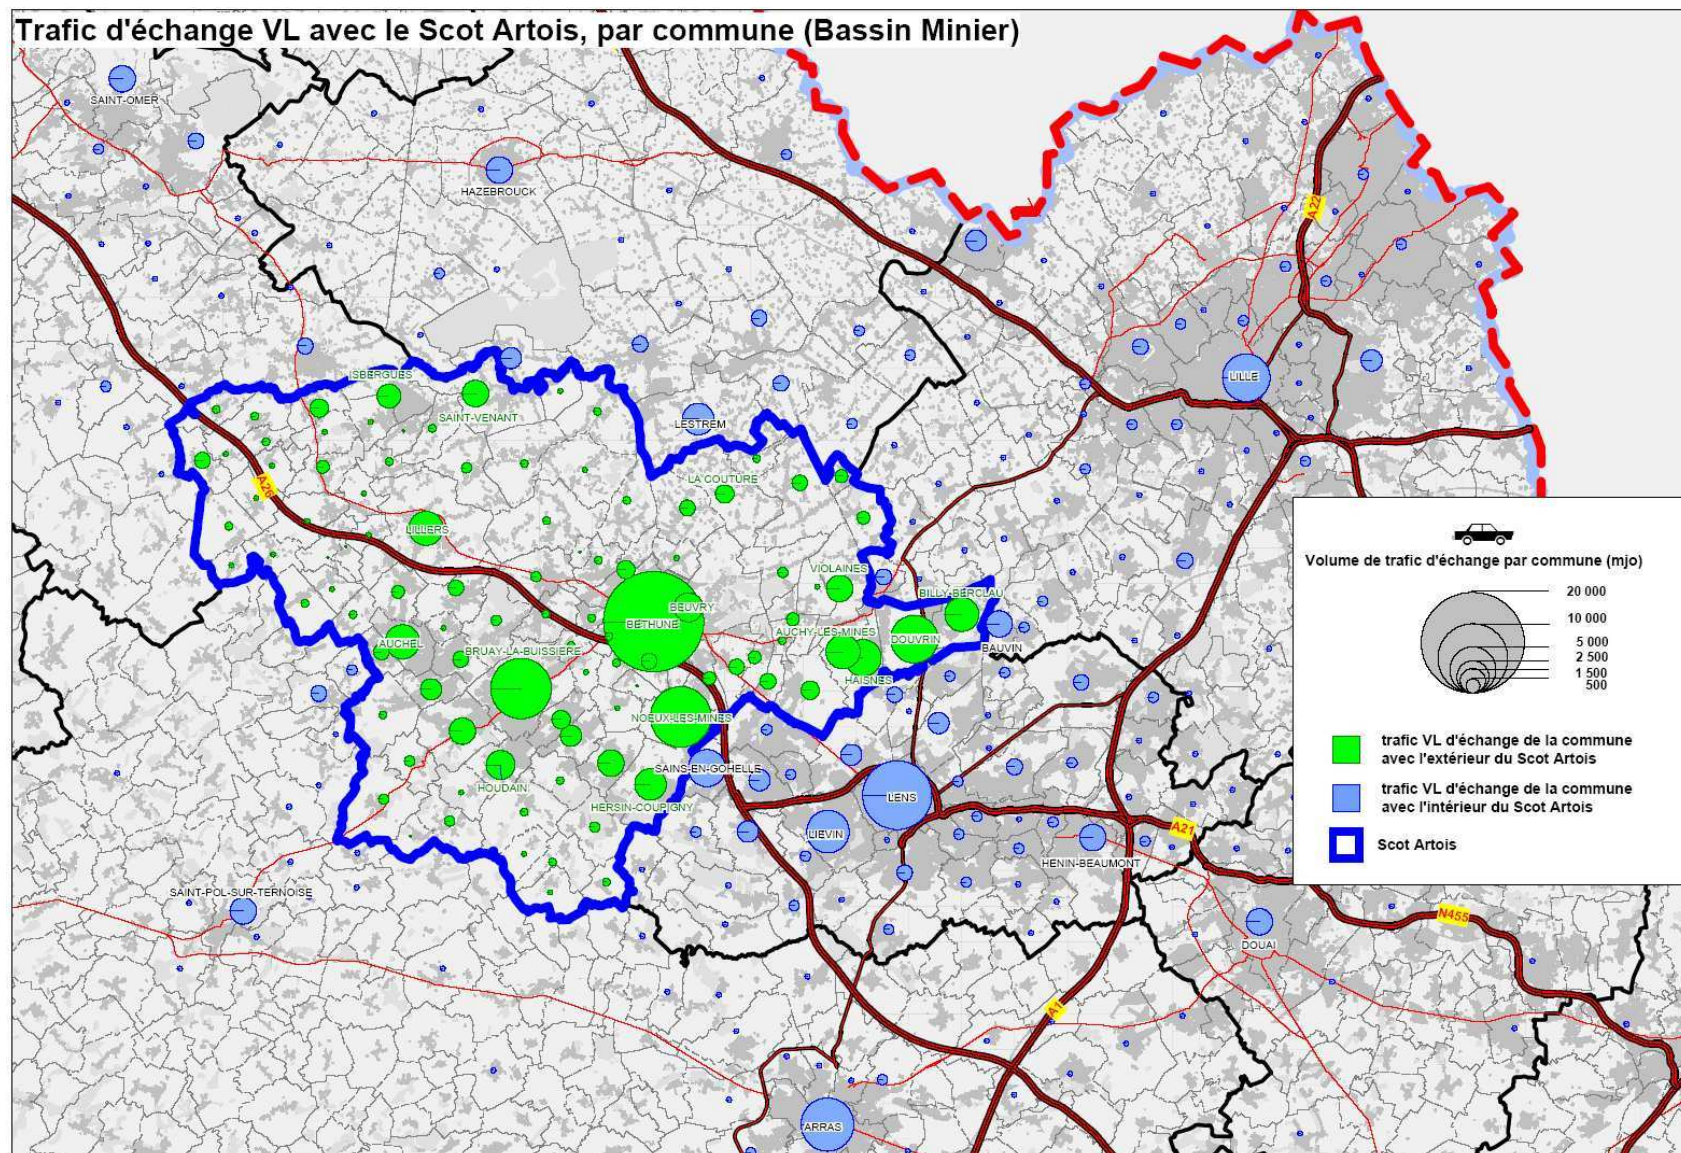 Trafic d'échange VL avec le Scot Artois, par commune (Bassin Minier)
SAINT-OMER
HAZEBROUCK
A22
LILLE
ISBERGUES
SAINT-VENANT
LESTREM
A26
LA COUTURE
LILLERS
VIOLAINES
BILLY-BERCLAU
BEUVRY
BETHUNE
AUCHY-LES-MINES
DOUVRIN
BAUVIN
AUCHEL
BRUAY-LA-BUISSIERE
HAISNES
NOEUX-LES-MINES
SAINS-EN-GOHELLE
HOUDAIN
HERSIN-COUPIGNY
LENS
LIEVIN
A21
HENIN-BEAUMONT
SAINT-POL-SUR-TERNOISE
N455
DOUAI
A1
ARRAS
Volume de trafic d'échange par commune (mjo)
20 000
10 000
5 000
2 500
1 500
500
trafic VL d'échange de la commune
avec l'extérieur du Scot Artois
trafic VL d'échange de la commune
avec l'intérieur du Scot Artois
Scot Artois